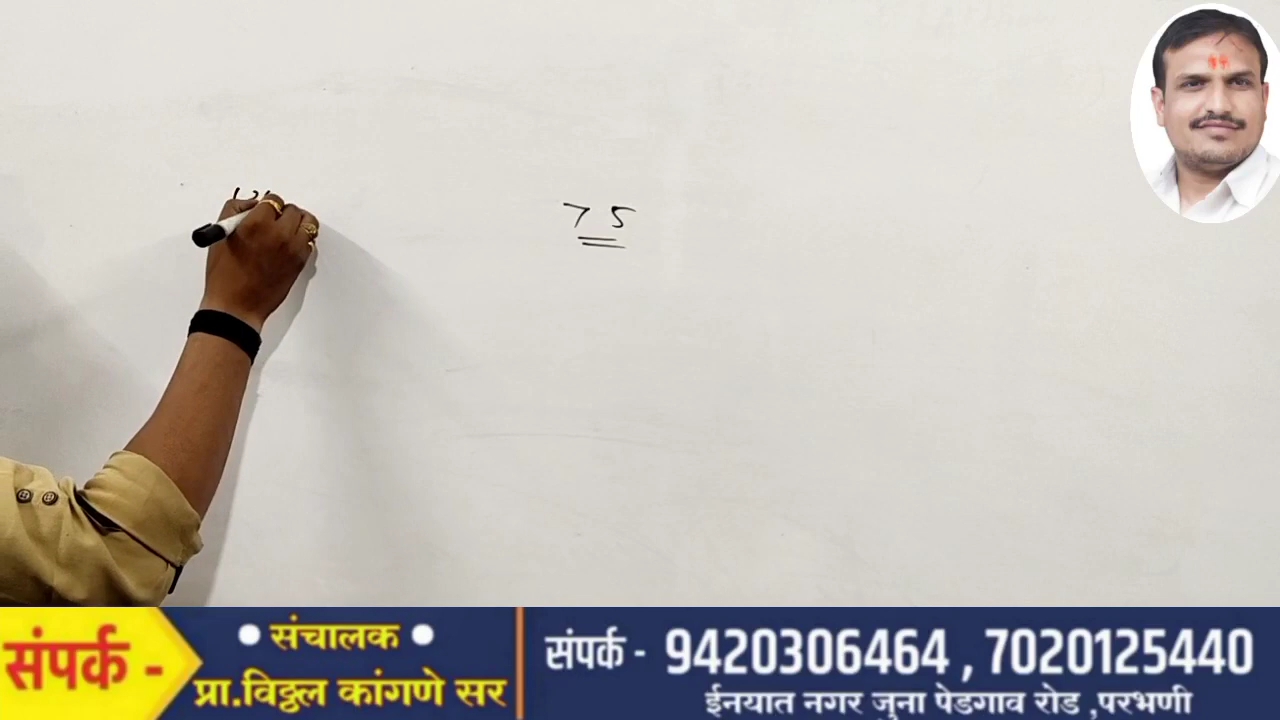 75
संपर्क -
संचालक
प्रा.विठ्ठल कांगणे सर
संपर्क - 9420306464 , 7020125440
ईनयात नगर जुना पेडगाव रोड ,परभणी